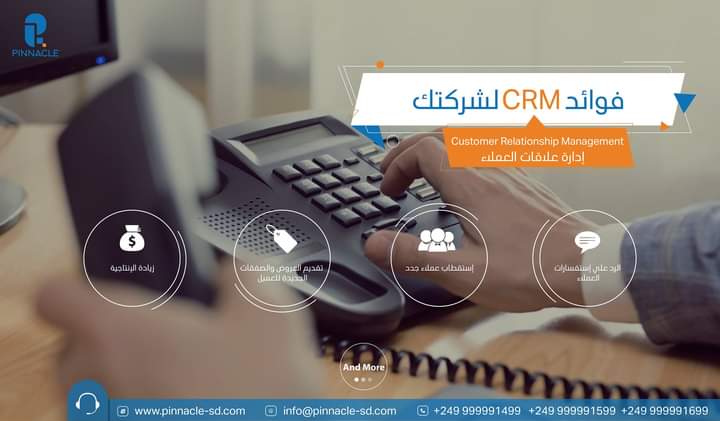 PINNACLE
فوائد CRM لشركتك
Customer Relationship Management
إدارة علاقات العملاء
الرد علي إستفسارات
العملاء
إستقطاب عملاء جدد
تقديم العروض والصفقات
الجديدة للعميل
زيادة الإنتاجية
And More
www.pinnacle-sd.com
info@pinnacle-sd.com
+249 999991499 +249 999991599 +249 999991699